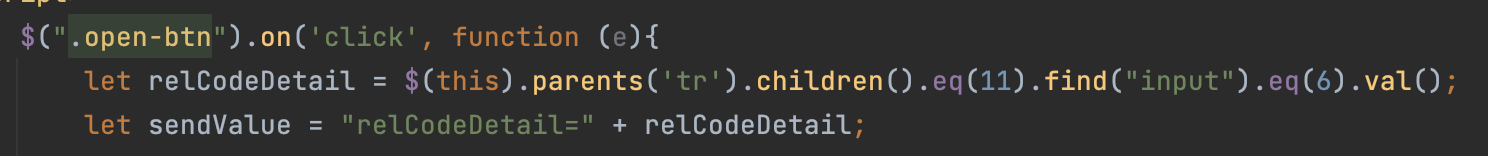 $(".open-btn").on('click', function (e){
let relCodeDetail = $(this).parents('tr').children().eq(11).find("input").eq(6).val();
let sendValue = "relCodeDetail=" + relCodeDetail;